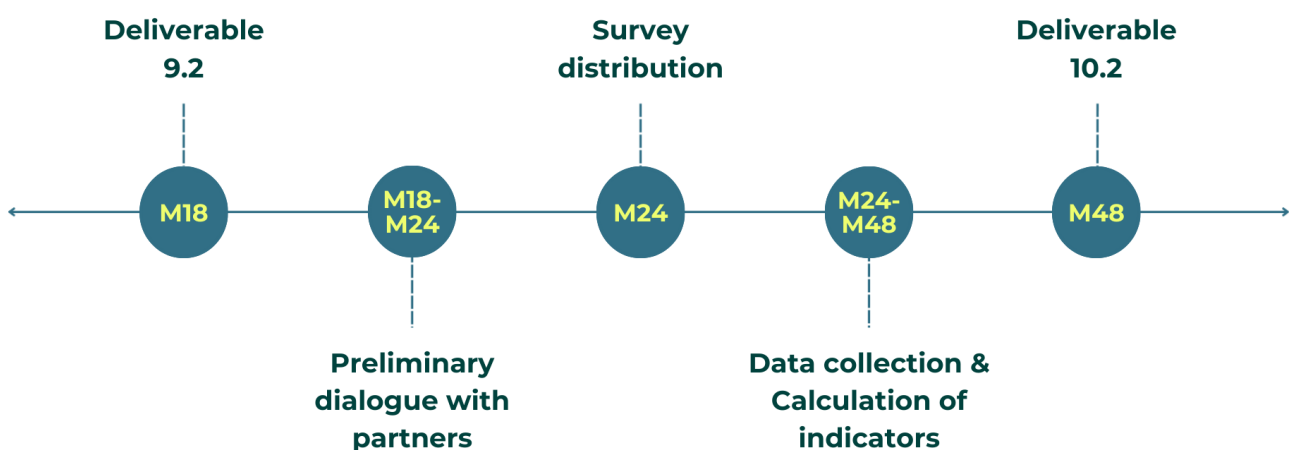 Deliverable
9.2
Survey
distribution
Deliverable
10.2
M18
M18-
M24
M24
M24-
M48
M48
Preliminary
dialogue with
partners
Data collection &
Calculation of
indicators